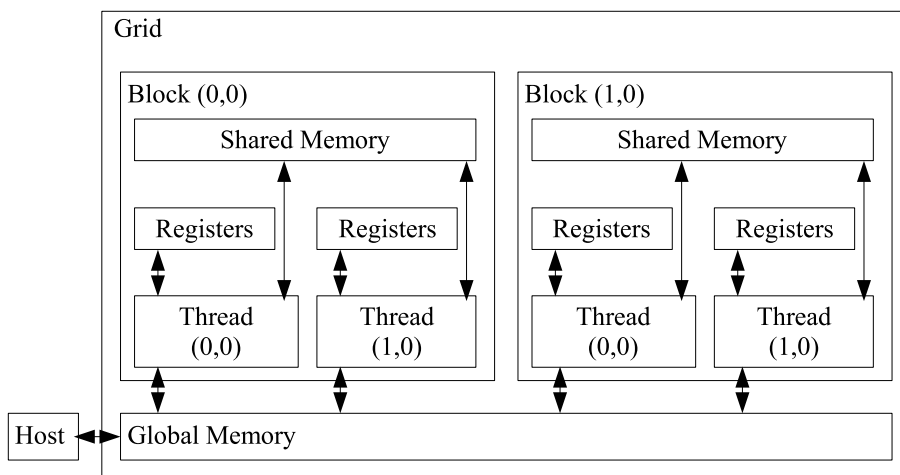 Grid
Block (0,0)
Shared Memory
Registers
Registers
Thread
(0,0)
Thread
(1,0)
Block (1,0)
Shared Memory
Registers
Registers
Thread
(0,0)
Thread
(1,0)
Host
Global Memory